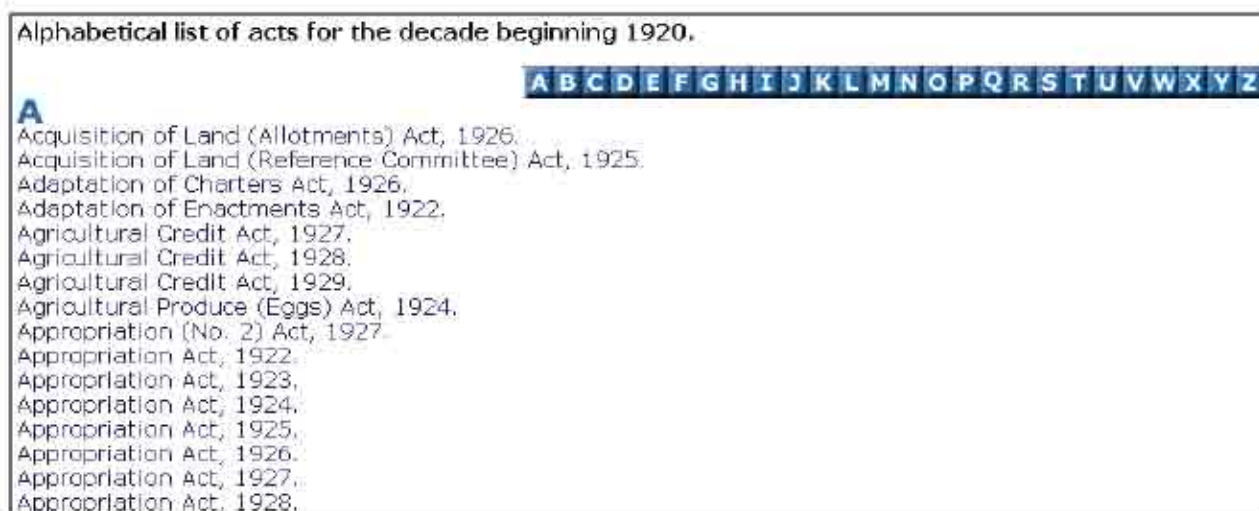 Alphabetical list of acts for the decade beginning 1920.
A B C D E F G H I J K L M N O P Q R S T U V W X Y Z
A
Acquisition of Land (Allotments) Act, 1926.
Acquisition of Land (Reference Committee) Act, 1925.
Adaptation of Charters Act, 1926.
Adaptation of Enactments Act, 1922.
Agricultural Credit Act, 1927.
Agricultural Credit Act, 1928.
Agricultural Credit Act, 1929.
Agricultural Produce (Eggs) Act, 1924.
Appropriation (No. 2) Act, 1927.
Appropriation Act, 1922.
Appropriation Act, 1923.
Appropriation Act, 1924.
Appropriation Act, 1925.
Appropriation Act, 1926.
Appropriation Act, 1927.
Appropriation Act, 1928.